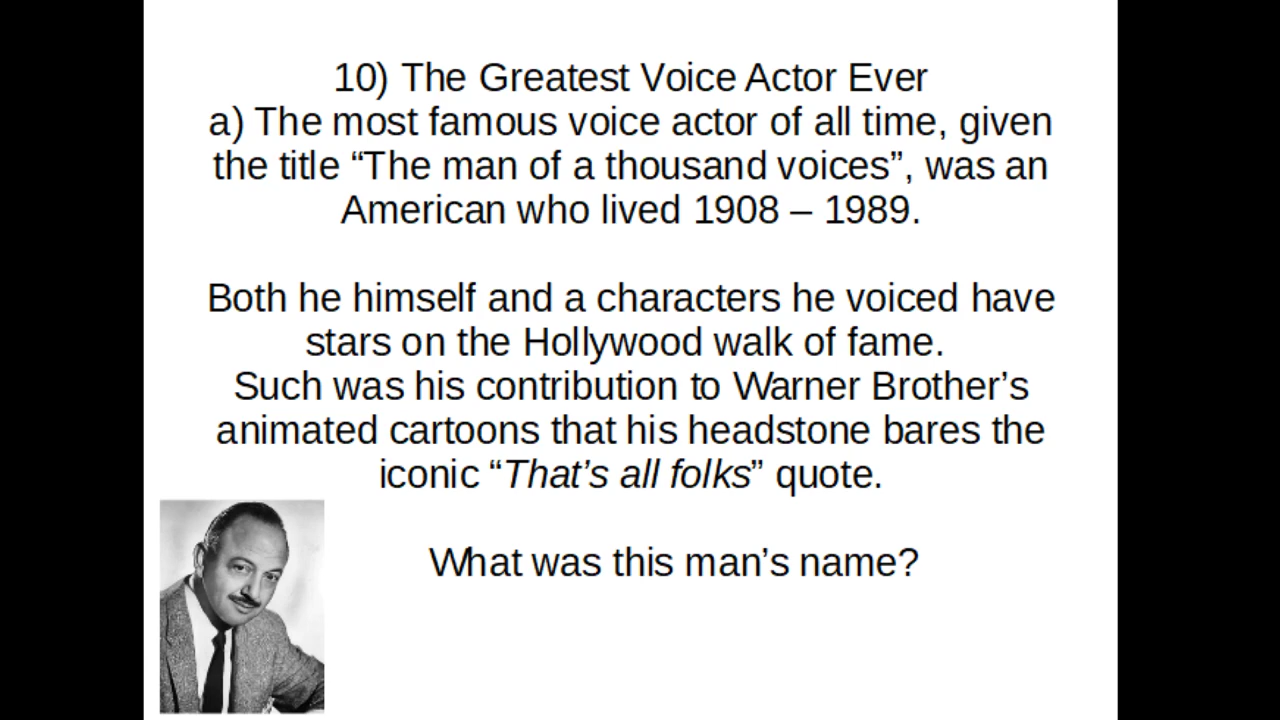 10) The Greatest Voice Actor Ever
a) The most famous voice actor of all time, given
the title “The man of a thousand voices”, was an
American who lived 1908 – 1989.
Both he himself and a characters he voiced have
stars on the Hollywood walk of fame.
Such was his contribution to Warner Brother’s
animated cartoons that his headstone bares the
iconic “That’s all folks” quote.
What was this man’s name?